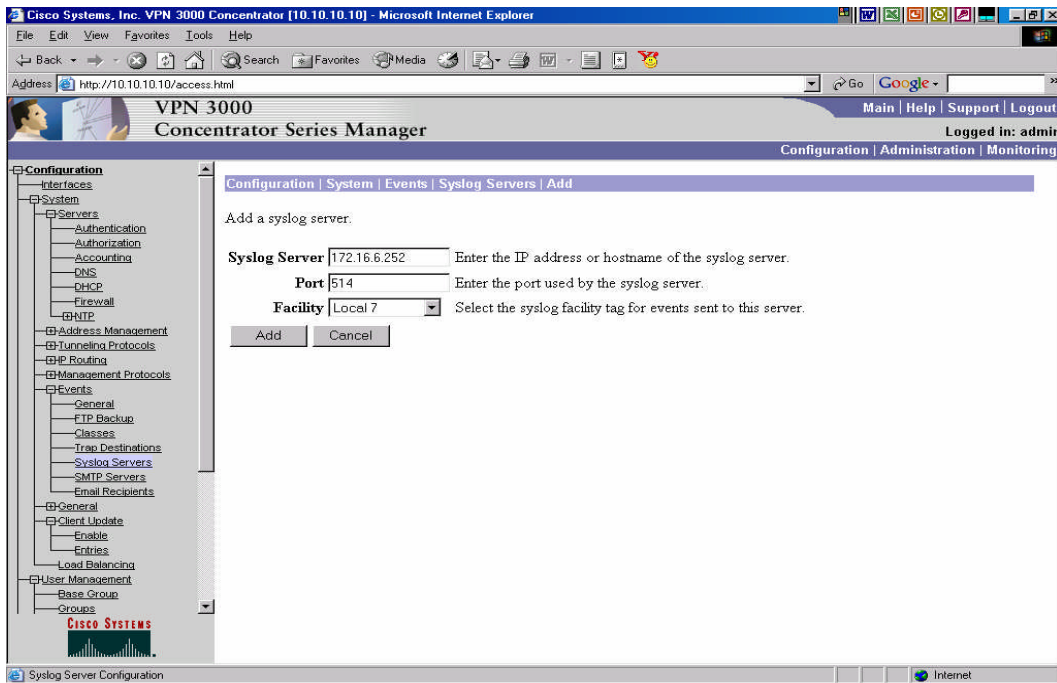 Cisco Systems, Inc. VPN 3000 Concentrator [10.10.10.10] - Microsoft Internet Explorer
File Edit View Favorites Tools Help
Back Search Favorites Media
Address http://10.10.10.10/access.html Go Google
VPN 3000
Concentrator Series Manager
Main | Help | Support | Logout
Logged in: admin
Configuration | Administration | Monitoring
Configuration
Interfaces
System
Servers
Authentication
Authorization
Accounting
DNS
DHCP
Firewall
NTP
Address Management
Tunneling Protocols
IP Routing
Management Protocols
Events
General
FTP Backup
Classes
Trap Destinations
Syslog Servers
SMTP Servers
Email Recipients
General
Client Update
Enable
Entries
Load Balancing
User Management
Base Group
Groups
CISCO SYSTEMS
Configuration | System | Events | Syslog Servers | Add
Add a syslog server.
Syslog Server 172.16.6.252 Enter the IP address or hostname of the syslog server.
Port 514 Enter the port used by the syslog server.
Facility Local 7 Select the syslog facility tag for events sent to this server.
Add Cancel
Syslog Server Configuration Internet